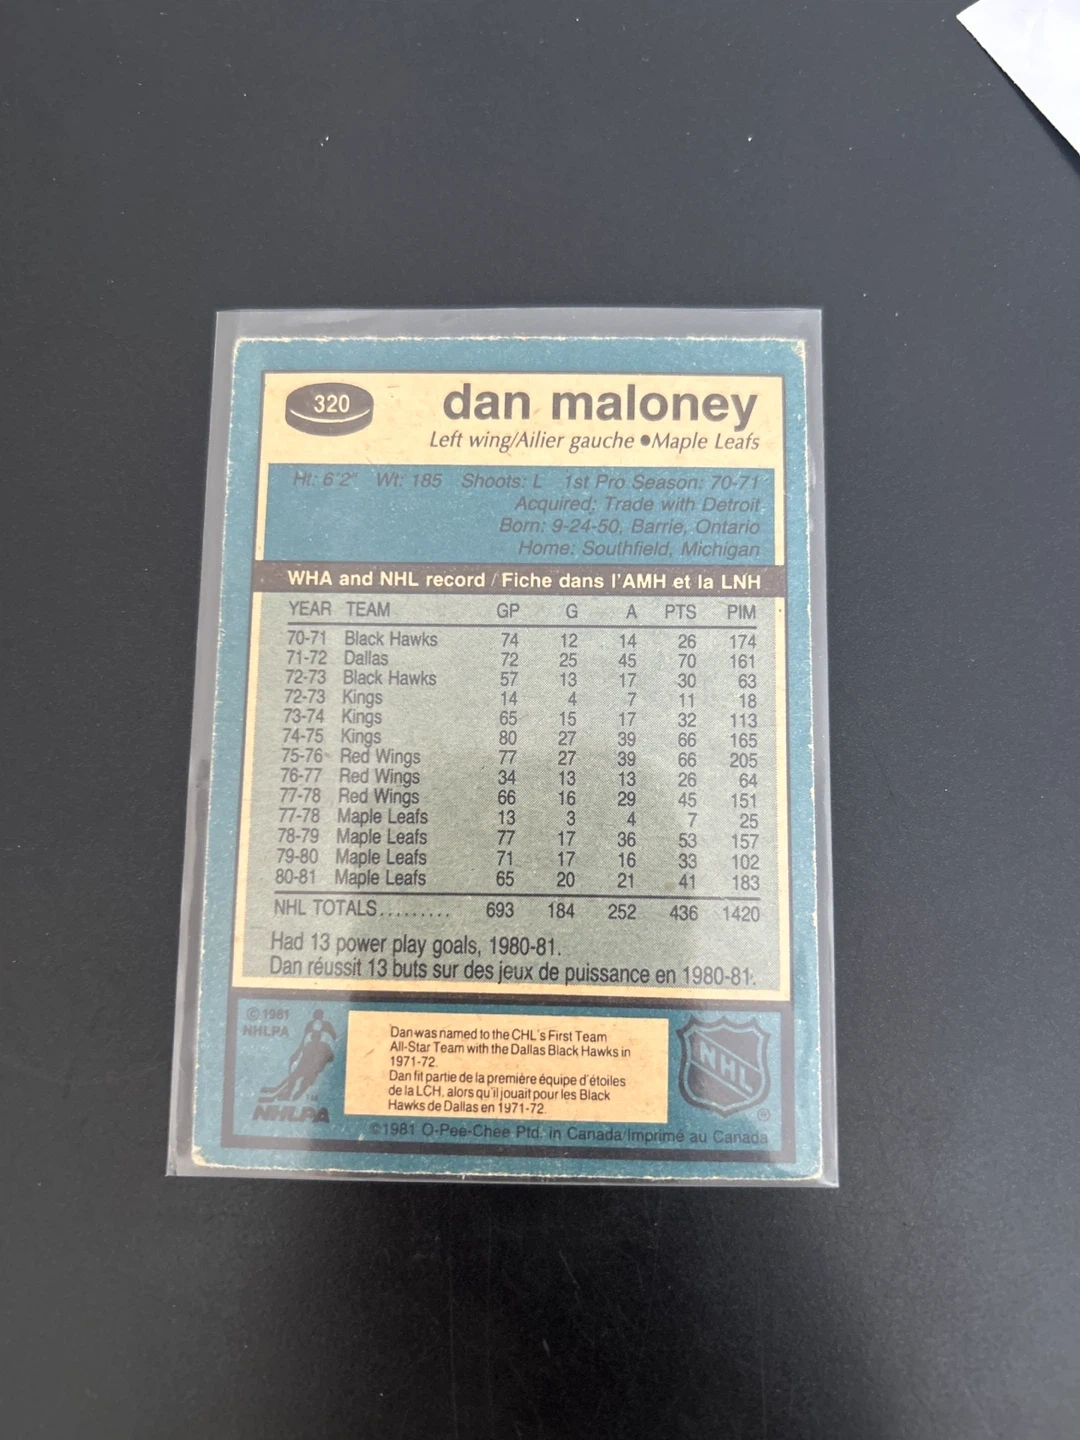 320
dan maloney
Left wing/Ailier gauche ●Maple Leafs
Ht: 6'2" Wt: 185 Shoots: L 1st Pro Season: 70-71
Acquired: Trade with Detroit
Born: 9-24-50, Barrie, Ontario
Home: Southfield, Michigan
WHA and NHL record / Fiche dans l'AMH et la LNH
YEAR TEAM GP G A PTS PIM
70-71 Black Hawks 74 12 14 26 174
71-72 Dallas 72 25 45 70 161
72-73 Black Hawks 57 13 17 30 63
72-73 Kings 14 4 7 11 18
73-74 Kings 65 15 17 32 113
74-75 Kings 80 27 39 66 165
75-76 Red Wings 77 27 39 66 205
76-77 Red Wings 34 13 13 26 64
77-78 Red Wings 66 16 29 45 151
77-78 Maple Leafs 13 3 4 7 25
78-79 Maple Leafs 77 17 36 53 157
79-80 Maple Leafs 71 17 16 33 102
80-81 Maple Leafs 65 20 21 41 183
NHL TOTALS......... 693 184 252 436 1420
Had 13 power play goals, 1980-81.
Dan réussit 13 buts sur des jeux de puissance en 1980-81.
©1981
NHLPA
NHLPA
Dan was named to the CHL's First Team
All-Star Team with the Dallas Black Hawks in
1971-72.
Dan fit partie de la première équipe d'étoiles
de la LCH, alors qu'il jouait pour les Black
Hawks de Dallas en 1971-72.
NHL
®
©1981 O-Pee-Chee Ptd. in Canada/Imprimé au Canada